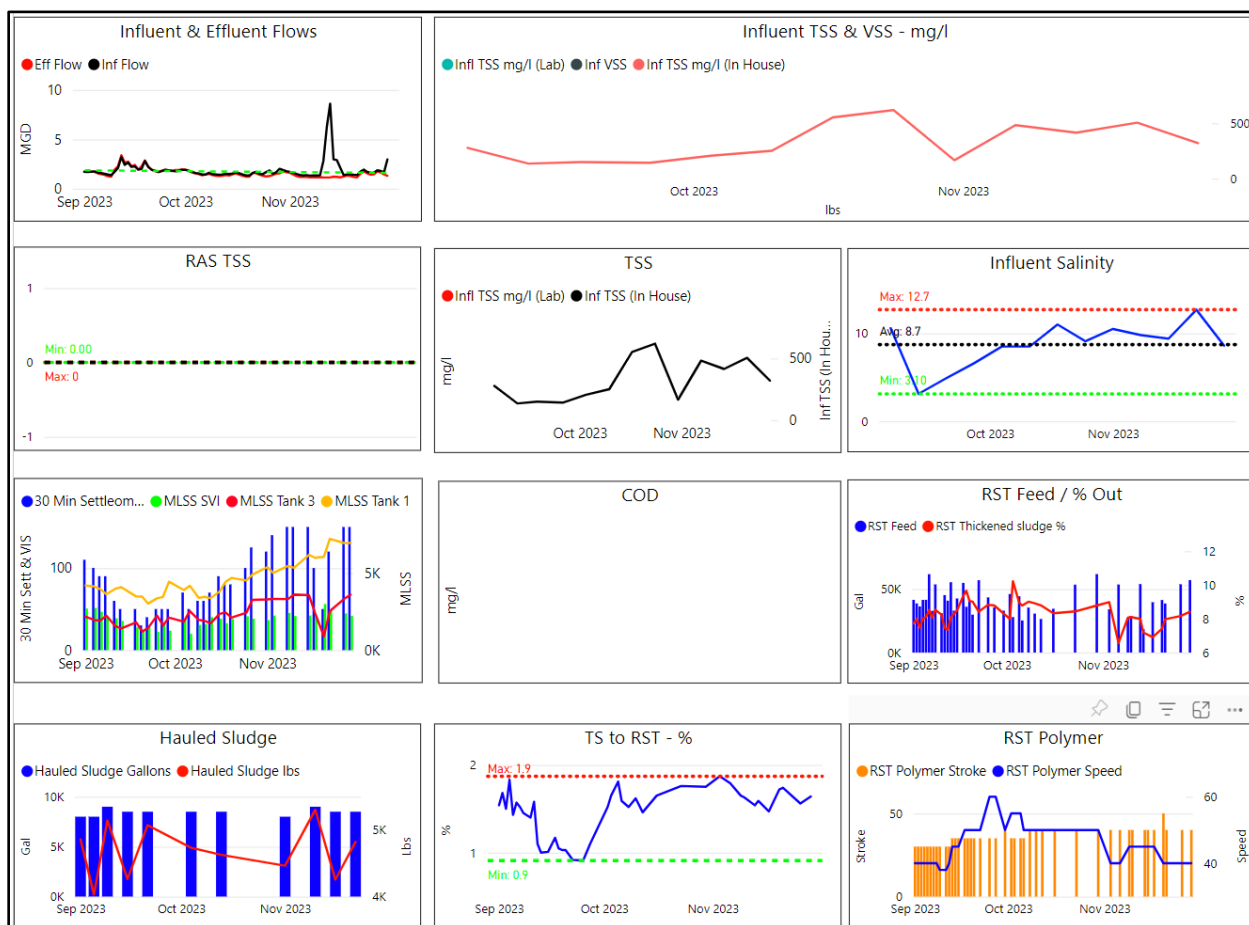 Influent & Effluent Flows
Eff Flow Inf Flow
10
5
0
MGD
Sep 2023 Oct 2023 Nov 2023
Influent TSS & VSS - mg/l
Infl TSS mg/l (Lab) Inf VSS Inf TSS mg/l (In House)
500
0
Oct 2023 Nov 2023
lbs
RAS TSS
1
Min: 0.00
0
Max: 0
-1
TSS
Infl TSS mg/l (Lab) Inf TSS (In House)
mg/l
500
0
Inf TSS (In Hou...
Oct 2023 Nov 2023
Influent Salinity
Max: 12.7
10
Avg: 8.7
Min: 3.10
0
Oct 2023 Nov 2023
30 Min Settleom... MLSS SVI MLSS Tank 3 MLSS Tank 1
30 Min Sett & VIS
100
0
5K
0K
MLSS
Sep 2023 Oct 2023 Nov 2023
COD
mg/l
RST Feed / % Out
RST Feed RST Thickened sludge %
Gal
50K
0K
12
10
8
6
%
Sep 2023 Oct 2023 Nov 2023
Hauled Sludge
Hauled Sludge Gallons Hauled Sludge lbs
10K
5K
0K
Gal
5K
4K
Lbs
Sep 2023 Oct 2023 Nov 2023
TS to RST - %
2
Max: 1.9
%
1
Min: 0.9
Sep 2023 Oct 2023 Nov 2023
RST Polymer
RST Polymer Stroke RST Polymer Speed
Stroke
50
0
60
40
Speed
Sep 2023 Oct 2023 Nov 2023